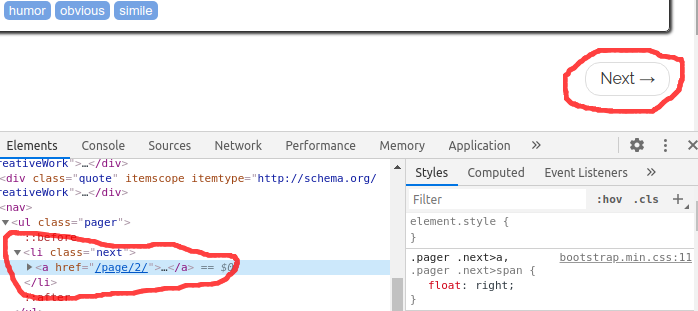 humor obvious simile
Next →
Elements Console Sources Network Performance Memory Application »
reativeWork">…</div>
<div class="quote" itemscope itemtype="http://schema.org/
reativeWork">…</div>
<nav>
<ul class="pager">
::before
<li class="next">
<a href="/page/2/">…</a> == $0
</li>
::after
</ul>
Styles Computed Event Listeners »
Filter :hov .cls +
element.style {
}
.pager .next>a, bootstrap.min.css:11
.pager .next>span {
float: right;
}